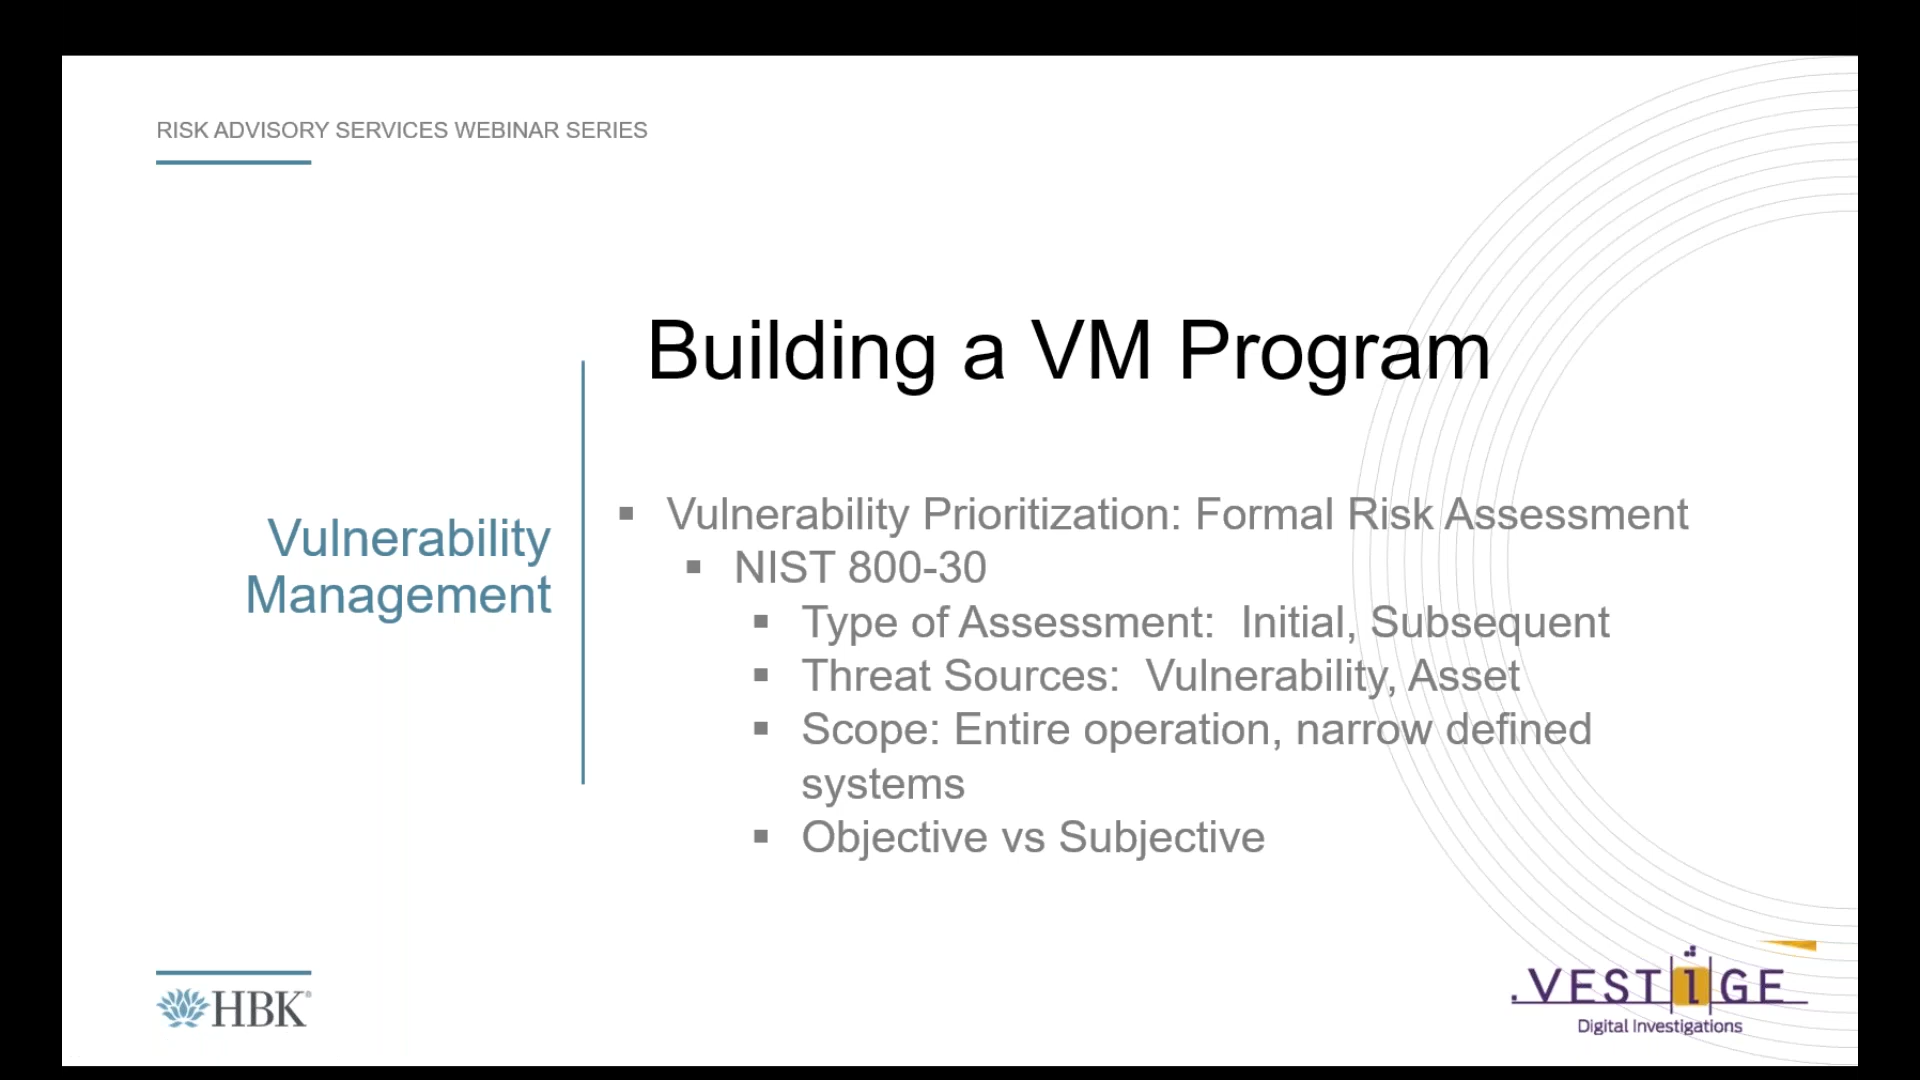 RISK ADVISORY SERVICES WEBINAR SERIES
Building a VM Program
Vulnerability
Management
▪ Vulnerability Prioritization: Formal Risk Assessment
▪ NIST 800-30
▪ Type of Assessment: Initial, Subsequent
▪ Threat Sources: Vulnerability, Asset
▪ Scope: Entire operation, narrow defined
systems
▪ Objective vs Subjective
HBK®
.VESTIGE
Digital Investigations